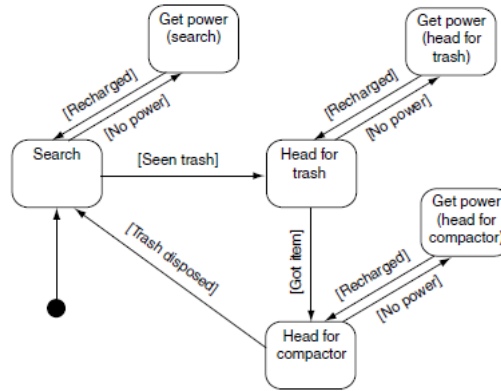 Get power
(search)
Get power
(head for
trash)
[Recharged]
[No power]
[Recharged]
[No power]
Search
[Seen trash]
Head for
trash
Get power
(head for
compactor)
[Trash disposed]
[Got item]
[Recharged]
[No power]
Head for
compactor